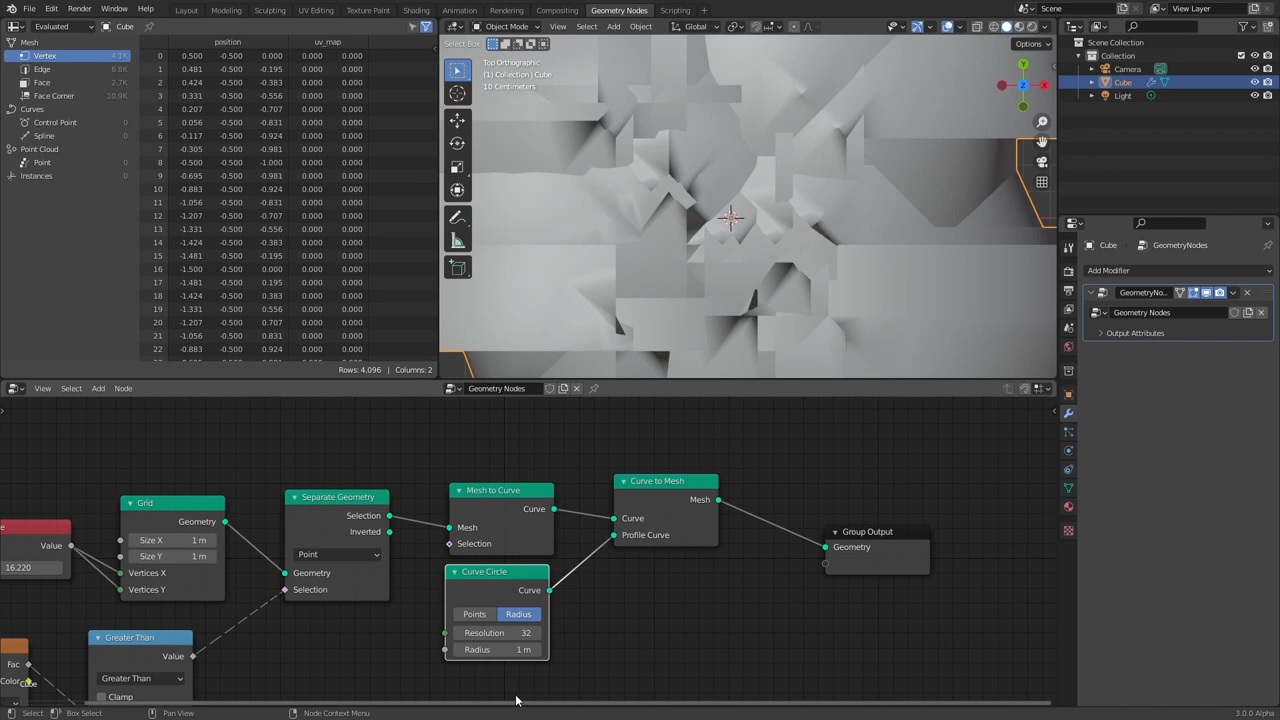 File Edit Render Window Help Layout Modeling Sculpting UV Editing Texture Paint Shading Animation Rendering Compositing Geometry Nodes Scripting Scene View Layer
Evaluated Cube
Mesh
Vertex 4.1K
Edge 6.8K
Face 2.7K
Face Corner 10.9K
Curves
Control Point 0
Spline 0
Point Cloud
Point 0
Instances 0
position uv_map
0 0.500 0.500 0.000 0.000 0.000
1 0.481 -0.500 -0.195 0.000 0.000
2 0.424 -0.500 -0.383 0.000 0.000
3 0.331 -0.500 -0.556 0.000 0.000
4 0.207 -0.500 -0.707 0.000 0.000
5 0.056 -0.500 -0.831 0.000 0.000
6 -0.117 -0.500 -0.924 0.000 0.000
7 -0.305 -0.500 -0.981 0.000 0.000
8 -0.500 -0.500 -1.000 0.000 0.000
9 -0.695 -0.500 -0.981 0.000 0.000
10 -0.883 -0.500 -0.924 0.000 0.000
11 -1.056 -0.500 -0.831 0.000 0.000
12 -1.207 -0.500 -0.707 0.000 0.000
13 -1.331 -0.500 -0.556 0.000 0.000
14 -1.424 -0.500 -0.383 0.000 0.000
15 -1.481 -0.500 -0.195 0.000 0.000
16 -1.500 -0.500 0.000 0.000 0.000
17 -1.481 -0.500 0.195 0.000 0.000
18 -1.424 -0.500 0.383 0.000 0.000
19 -1.331 -0.500 0.556 0.000 0.000
20 -1.207 -0.500 0.707 0.000 0.000
21 -1.056 -0.500 0.831 0.000 0.000
22 -0.883 -0.500 0.924 0.000 0.000
Rows: 4,096 | Columns: 2
Object Mode View Select Add Object Global
Select Box Options
Top Orthographic
(1) Collection | Cube
10 Centimeters
Y
Z X
Scene Collection
Collection
Camera
Cube
Light
Cube GeometryNodes
Add Modifier
GeometryNo...
Geometry Nodes
Output Attributes
View Select Add Node Geometry Nodes
e
Value
16.220
Grid
Geometry
Size X 1 m
Size Y 1 m
Vertices X
Vertices Y
Separate Geometry
Selection
Inverted
Point
Geometry
Selection
Mesh to Curve
Curve
Mesh
Selection
Curve Circle
Curve
Points Radius
Resolution 32
Radius 1 m
Curve to Mesh
Mesh
Curve
Profile Curve
Group Output
Geometry
Fac
Color
Cube
Greater Than
Value
Greater Than
Clamp
Select Box Select Pan View Node Context Menu 3.0.0 Alpha